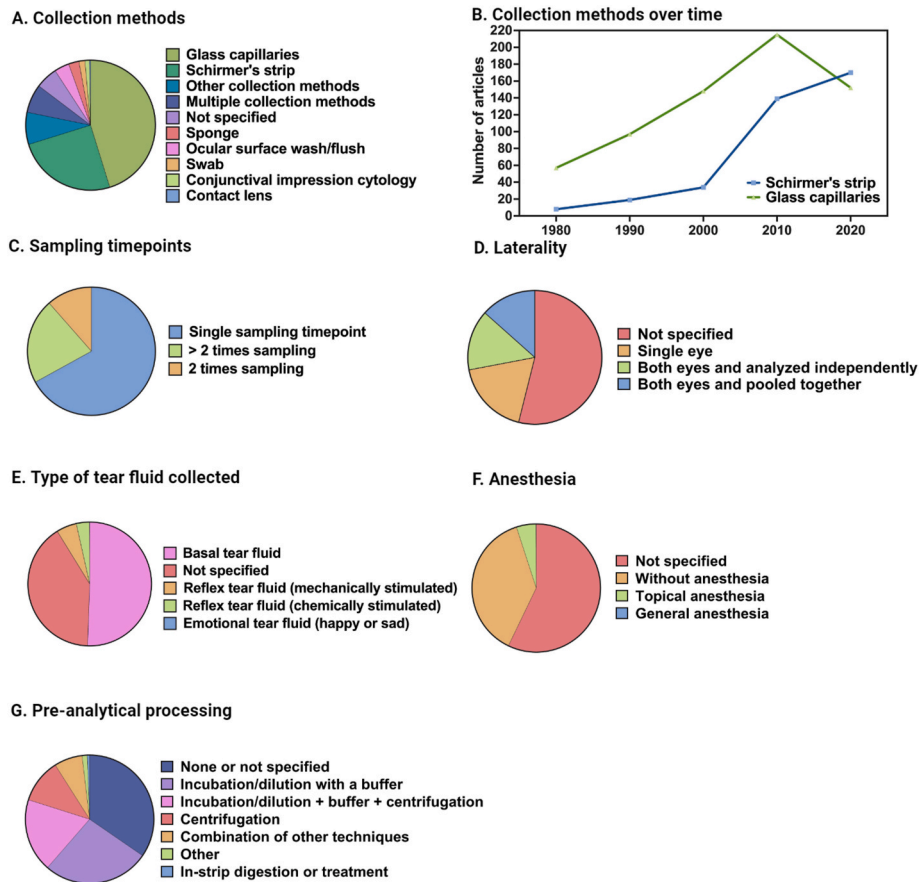 A. Collection methods
Glass capillaries
Schirmer's strip
Other collection methods
Multiple collection methods
Not specified
Sponge
Ocular surface wash/flush
Swab
Conjunctival impression cytology
Contact lens
B. Collection methods over time
Number of articles
220
200
180
160
140
120
100
80
60
40
20
0
1980
1990
2000
2010
2020
Schirmer's strip
Glass capillaries
C. Sampling timepoints
Single sampling timepoint
> 2 times sampling
2 times sampling
D. Laterality
Not specified
Single eye
Both eyes and analyzed independently
Both eyes and pooled together
E. Type of tear fluid collected
Basal tear fluid
Not specified
Reflex tear fluid (mechanically stimulated)
Reflex tear fluid (chemically stimulated)
Emotional tear fluid (happy or sad)
F. Anesthesia
Not specified
Without anesthesia
Topical anesthesia
General anesthesia
G. Pre-analytical processing
None or not specified
Incubation/dilution with a buffer
Incubation/dilution + buffer + centrifugation
Centrifugation
Combination of other techniques
Other
In-strip digestion or treatment